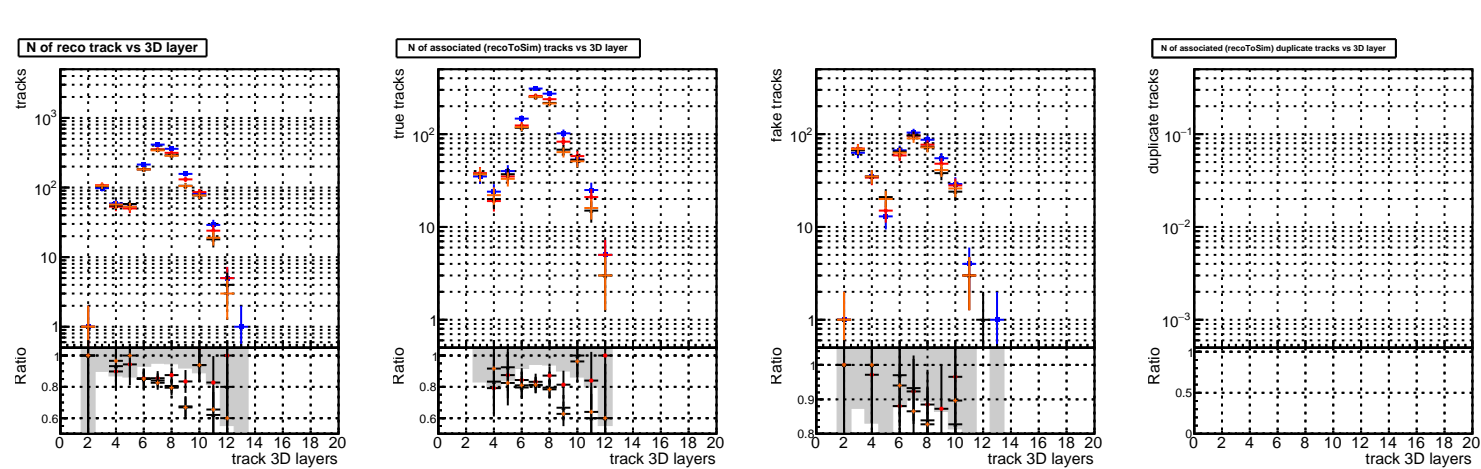 N of reco track vs 3D layer
tracks
10³
10²
10
1
Ratio
1
0.8
0.6
0 2 4 6 8 10 12 14 16 18 20
track 3D layers
N of associated (recoToSim) tracks vs 3D layer
true tracks
10²
10
1
Ratio
1
0.8
0.6
0 2 4 6 8 10 12 14 16 18 20
track 3D layers
fake tracks
10²
10
1
Ratio
1
0.9
0.8
0 2 4 6 8 10 12 14 16 18 20
track 3D layers
N of associated (recoToSim) duplicate tracks vs 3D layer
duplicate tracks
10⁻¹
10⁻²
10⁻³
Ratio
1
0.5
0
0 2 4 6 8 10 12 14 16 18 20
track 3D layers